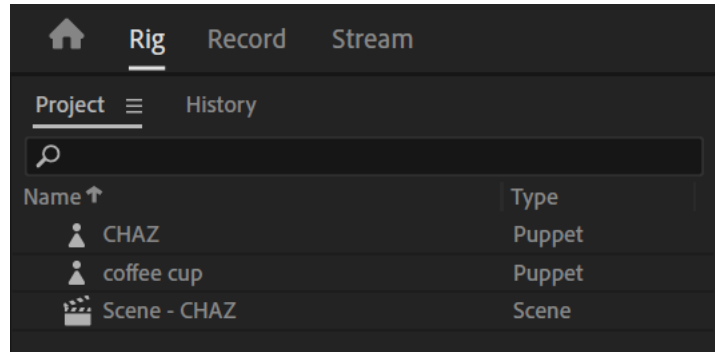 Rig Record Stream
Project History
Name Type
CHAZ Puppet
coffee cup Puppet
Scene - CHAZ Scene